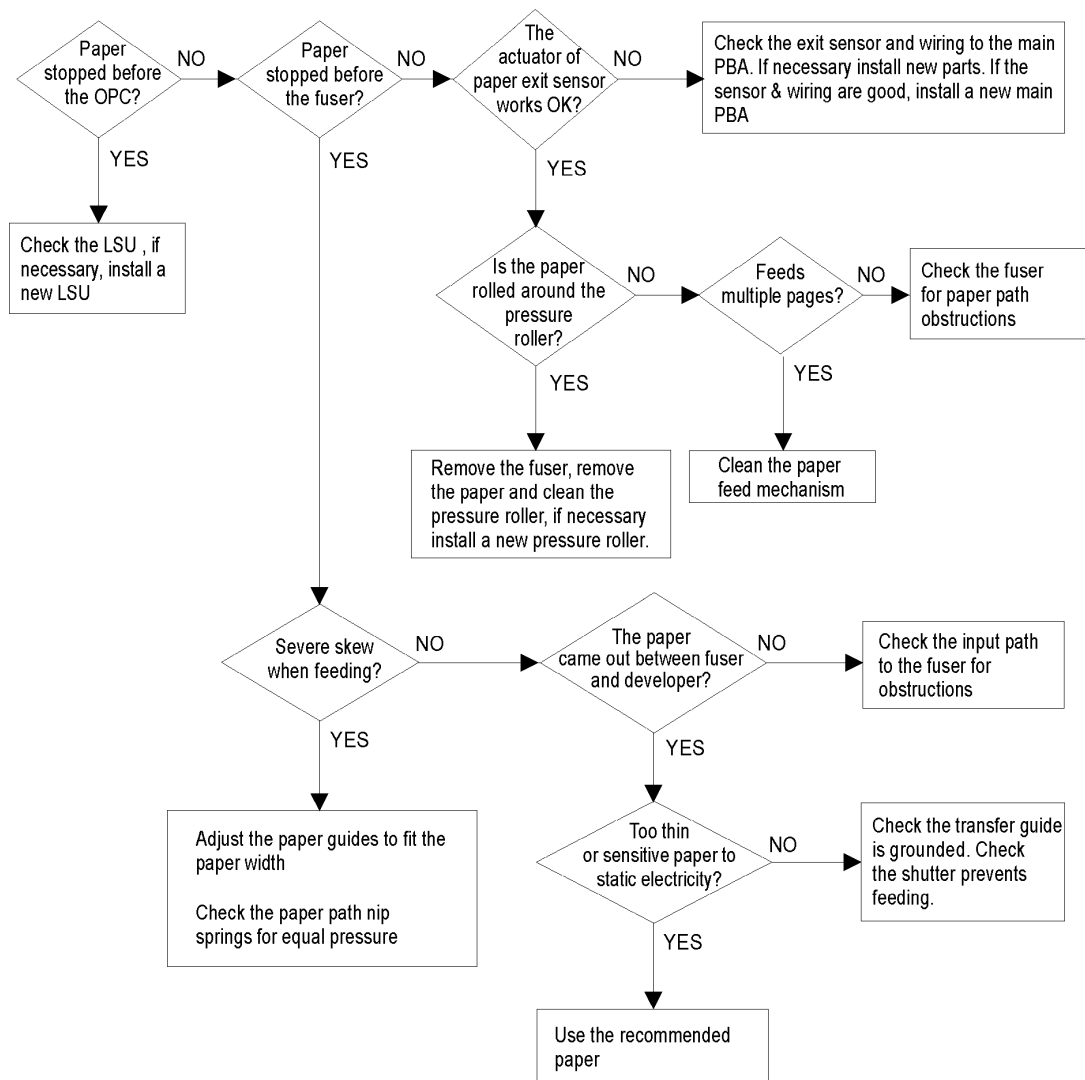 Paper
stopped before
the OPC?
NO
YES
Check the LSU , if
necessary, install a
new LSU
Paper
stopped before
the fuser?
NO
YES
The
actuator of
paper exit sensor
works OK?
NO
YES
Check the exit sensor and wiring to the main
PBA. If necessary install new parts. If the
sensor & wiring are good, install a new main
PBA
Is the paper
rolled around the
pressure
roller?
NO
YES
Feeds
multiple pages?
NO
YES
Check the fuser
for paper path
obstructions
Remove the fuser, remove
the paper and clean the
pressure roller, if necessary
install a new pressure roller.
Clean the paper
feed mechanism
Severe skew
when feeding?
NO
YES
The paper
came out between fuser
and developer?
NO
YES
Check the input path
to the fuser for
obstructions
Adjust the paper guides to fit the
paper width
Check the paper path nip
springs for equal pressure
Too thin
or sensitive paper to
static electricity?
NO
YES
Check the transfer guide
is grounded. Check
the shutter prevents
feeding.
Use the recommended
paper